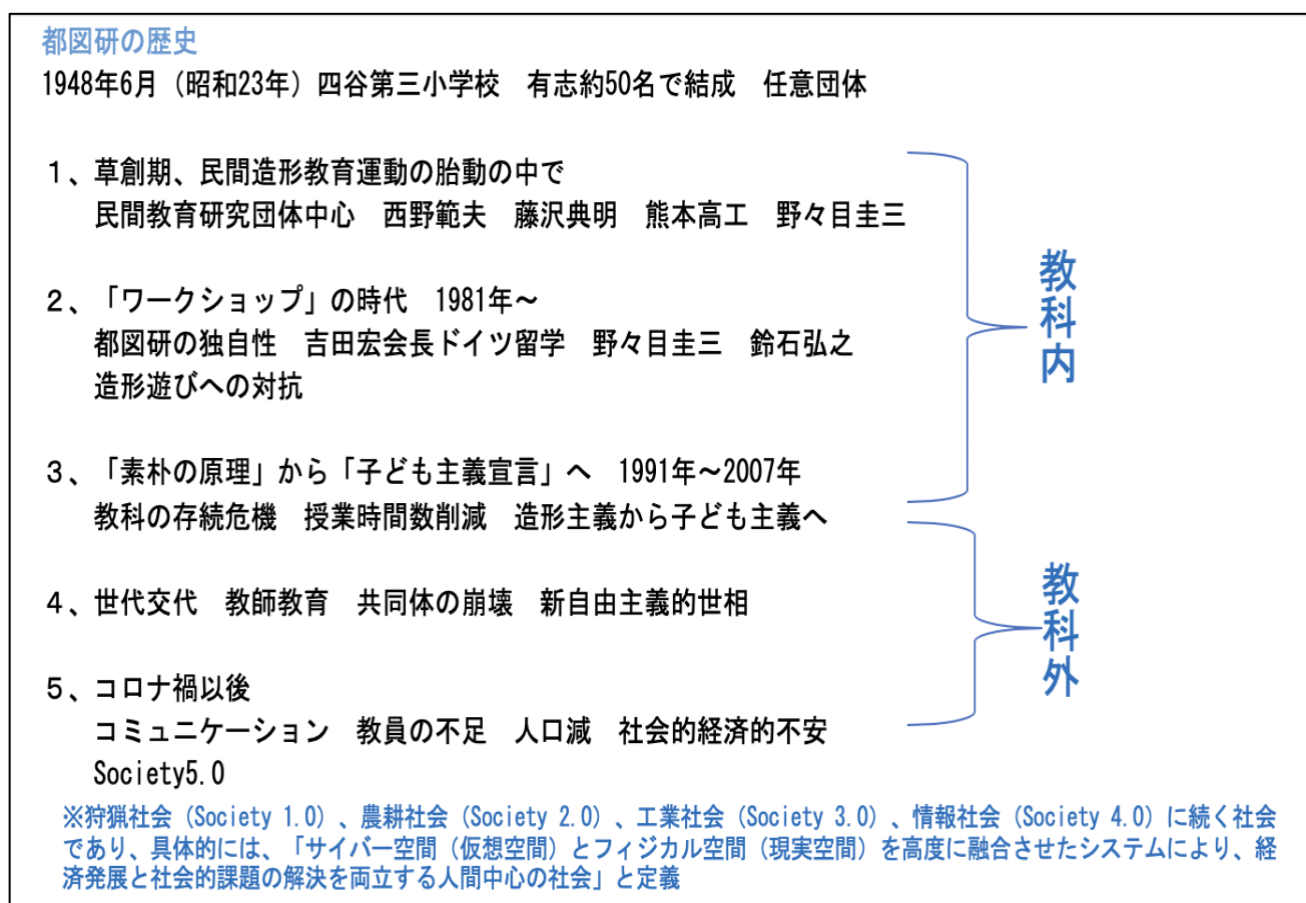 都図研の歴史
1948年6月（昭和23年）四谷第三小学校　有志約50名で結成　任意団体
1、草創期、民間造形教育運動の胎動の中で
民間教育研究団体中心　西野範夫　藤沢典明　熊本高工　野々目圭三
2、「ワークショップ」の時代　1981年～
都図研の独自性　吉田宏会長ドイツ留学　野々目圭三　鈴石弘之
造形遊びへの対抗
3、「素朴の原理」から「子ども主義宣言」へ　1991年～2007年
教科の存続危機　授業時間数削減　造形主義から子ども主義へ
教科内
4、世代交代　教師教育　共同体の崩壊　新自由主義的世相
5、コロナ禍以後
コミュニケーション　教員の不足　人口減　社会的経済的不安
Society5.0
教科外
※狩猟社会（Society 1.0）、農耕社会（Society 2.0）、工業社会（Society 3.0）、情報社会（Society 4.0）に続く社会
であり、具体的には、「サイバー空間（仮想空間）とフィジカル空間（現実空間）を高度に融合させたシステムにより、経
済発展と社会的課題の解決を両立する人間中心の社会」と定義